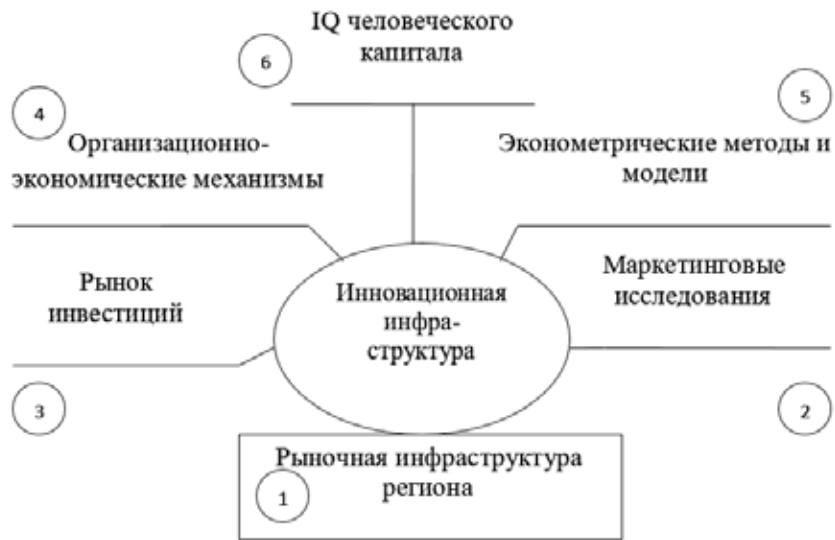 IQ человеческого
капитала
6
4
Организационно-
экономические механизмы
5
Эконометрические методы и
модели
Рынок
инвестиций
Инновационная
инфра-
структура
Маркетинговые
исследования
3
2
Рыночная инфраструктура
региона
1